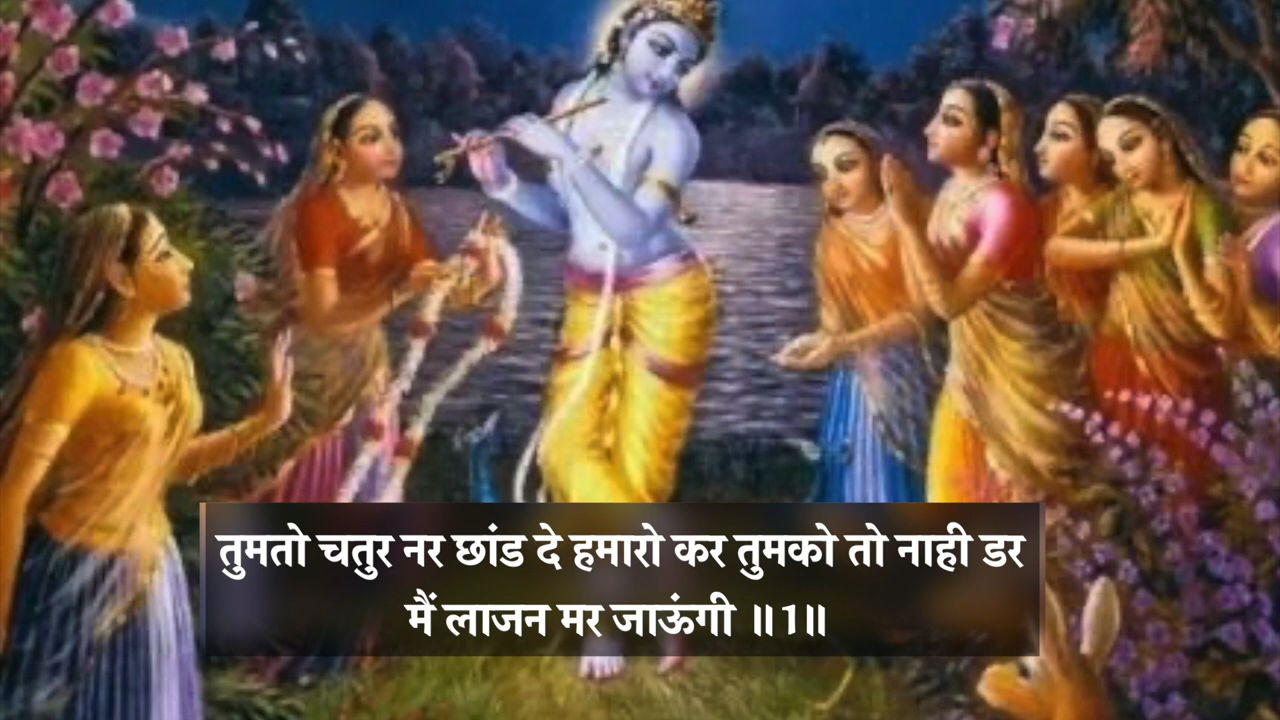 तुमतो चतुर नर छांड दे हमारो कर तुमको तो नाही डर
मैं लाजन मर जाऊंगी ॥1॥